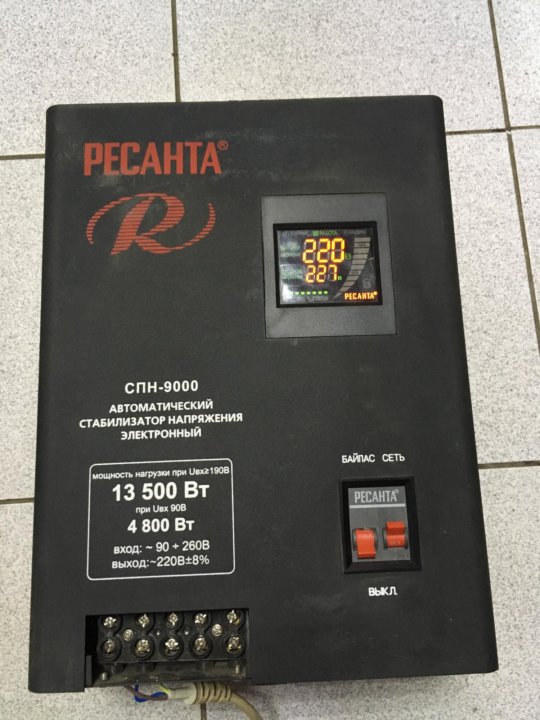 РЕСАНТА®
R
РАБОТА
220 В
227
РЕСАНТА®
СПН-9000
АВТОМАТИЧЕСКИЙ
СТАБИЛИЗАТОР НАПРЯЖЕНИЯ
ЭЛЕКТРОННЫЙ
мощность нагрузки при Uвх≥190В
13 500 Вт
при Uвх 90В
4 800 Вт
вход: ~ 90 ÷ 260В
выход:~220В±8%
БАЙПАС СЕТЬ
РЕСАНТА®
ВЫКЛ.